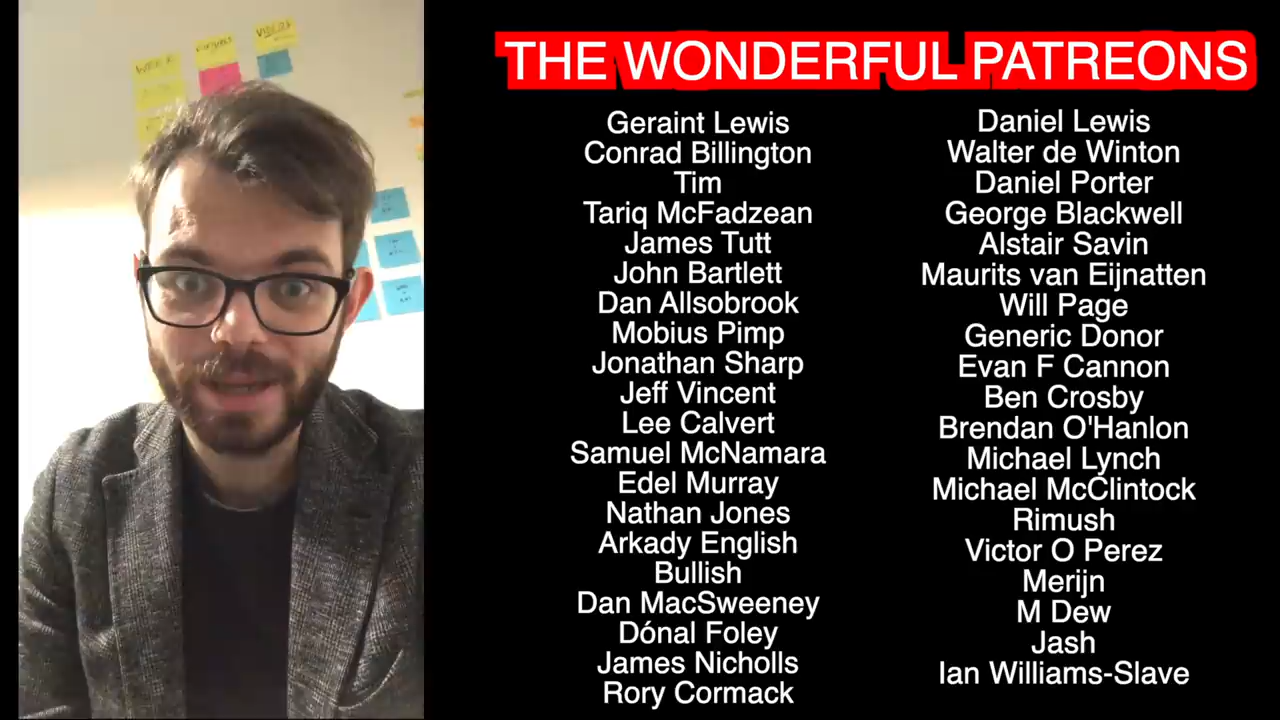 WEEK
VIDEOS
THE WONDERFUL PATREONS
Geraint Lewis
Conrad Billington
Tim
Tariq McFadzean
James Tutt
John Bartlett
Dan Allsobrook
Mobius Pimp
Jonathan Sharp
Jeff Vincent
Lee Calvert
Samuel McNamara
Edel Murray
Nathan Jones
Arkady English
Bullish
Dan MacSweeney
Dónal Foley
James Nicholls
Rory Cormack
Daniel Lewis
Walter de Winton
Daniel Porter
George Blackwell
Alstair Savin
Maurits van Eijnatten
Will Page
Generic Donor
Evan F Cannon
Ben Crosby
Brendan O'Hanlon
Michael Lynch
Michael McClintock
Rimush
Victor O Perez
Merijn
M Dew
Jash
Ian Williams-Slave